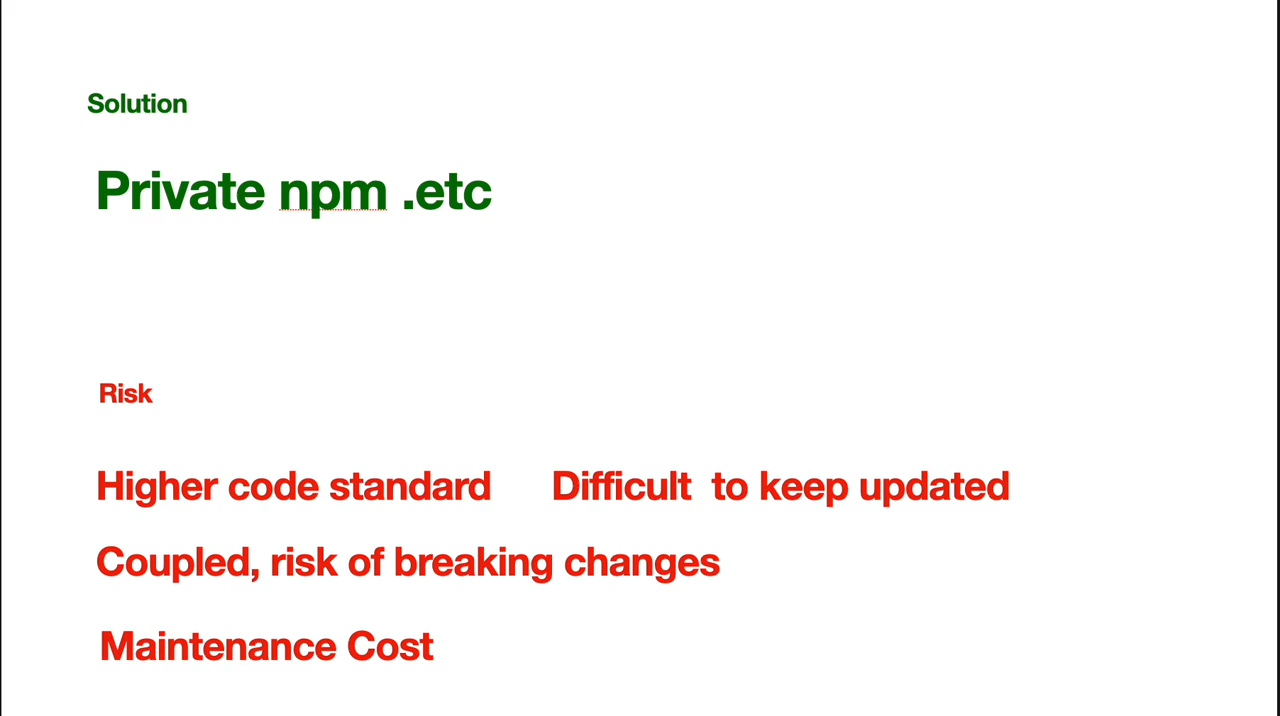 Solution
Private npm .etc
Risk
Higher code standard Difficult to keep updated
Coupled, risk of breaking changes
Maintenance Cost